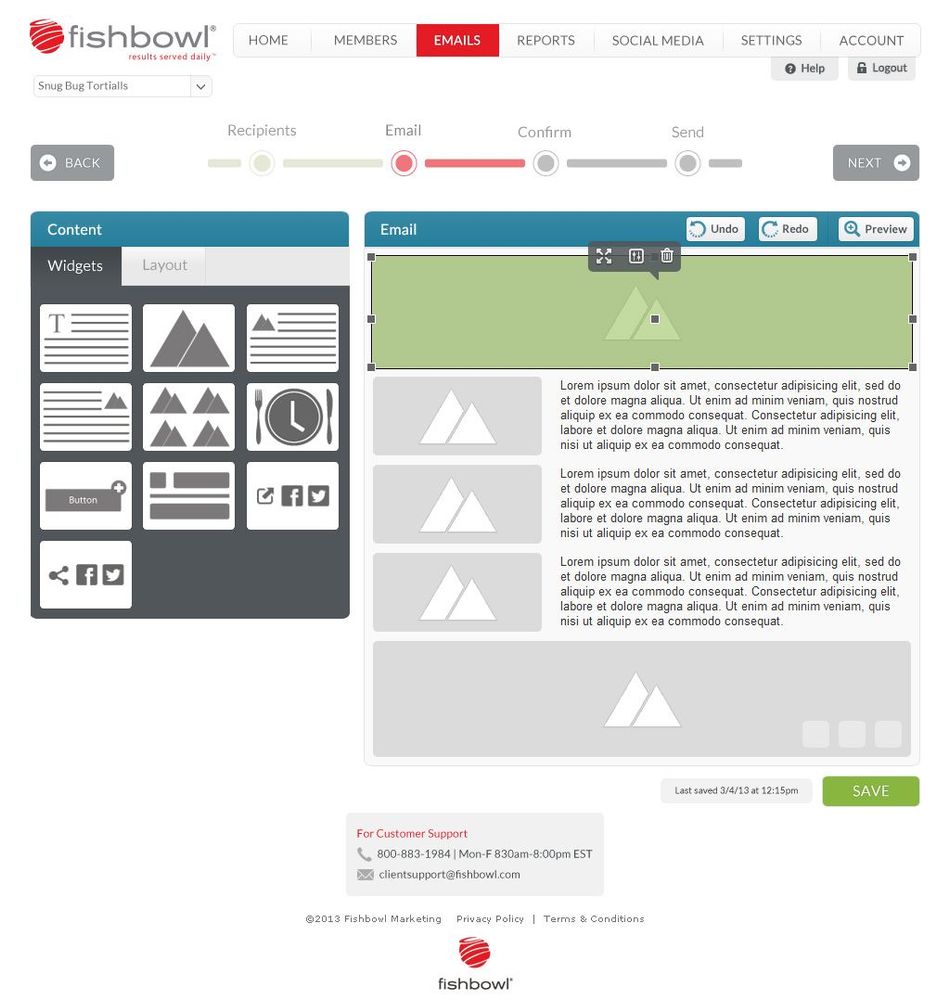 fishbowl®
results served daily™
HOME MEMBERS EMAILS REPORTS SOCIAL MEDIA SETTINGS ACCOUNT
Help Logout
Snug Bug Tortialls
Recipients Email Confirm Send
BACK NEXT
Content
Widgets Layout
T
Button
Email Undo Redo Preview
Lorem ipsum dolor sit amet, consectetur adipisicing elit, sed do
et dolore magna aliqua. Ut enim ad minim veniam, quis nostrud
aliquip ex ea commodo consequat. Consectetur adipisicing elit,
labore et dolore magna aliqua. Ut enim ad minim veniam, quis
nisi ut aliquip ex ea commodo consequat.
Lorem ipsum dolor sit amet, consectetur adipisicing elit, sed do
et dolore magna aliqua. Ut enim ad minim veniam, quis nostrud
aliquip ex ea commodo consequat. Consectetur adipisicing elit,
labore et dolore magna aliqua. Ut enim ad minim veniam, quis
nisi ut aliquip ex ea commodo consequat.
Lorem ipsum dolor sit amet, consectetur adipisicing elit, sed do
et dolore magna aliqua. Ut enim ad minim veniam, quis nostrud
aliquip ex ea commodo consequat. Consectetur adipisicing elit,
labore et dolore magna aliqua. Ut enim ad minim veniam, quis
nisi ut aliquip ex ea commodo consequat.
Last saved 3/4/13 at 12:15pm SAVE
For Customer Support
800-883-1984 | Mon-F 830am-8:00pm EST
clientsupport@fishbowl.com
©2013 Fishbowl Marketing Privacy Policy | Terms & Conditions
fishbowl®